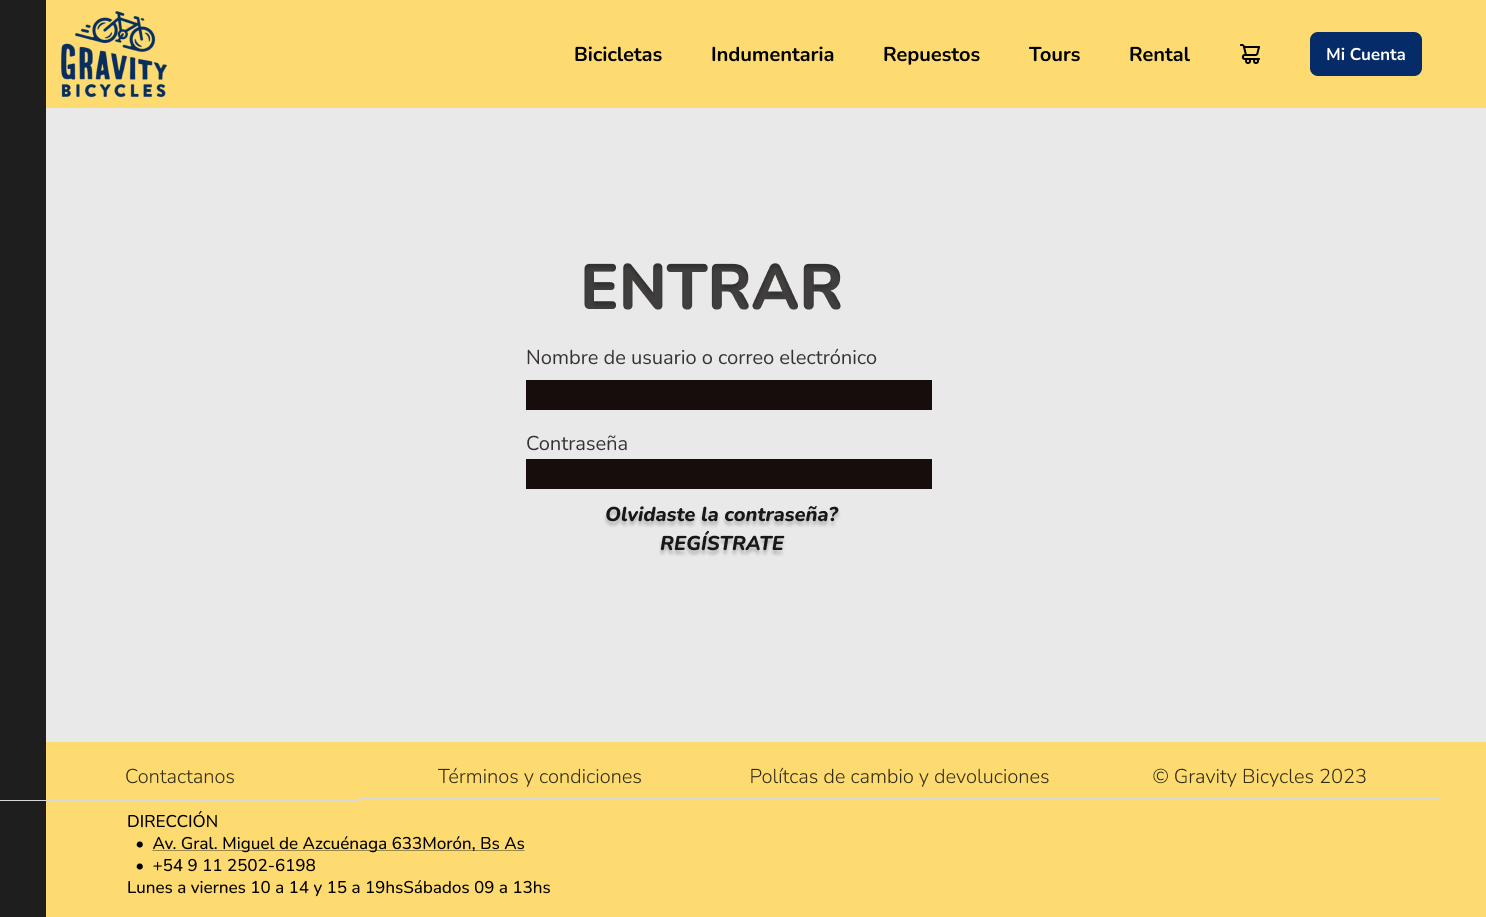 GRAVITY
BICYCLES
Bicicletas Indumentaria Repuestos Tours Rental Mi Cuenta
ENTRAR
Nombre de usuario o correo electrónico
Contraseña
Olvidaste la contraseña?
REGÍSTRATE
Contactanos Términos y condiciones Polítcas de cambio y devoluciones © Gravity Bicycles 2023
DIRECCIÓN
• Av. Gral. Miguel de Azcuénaga 633Morón, Bs As
• +54 9 11 2502-6198
Lunes a viernes 10 a 14 y 15 a 19hsSábados 09 a 13hs